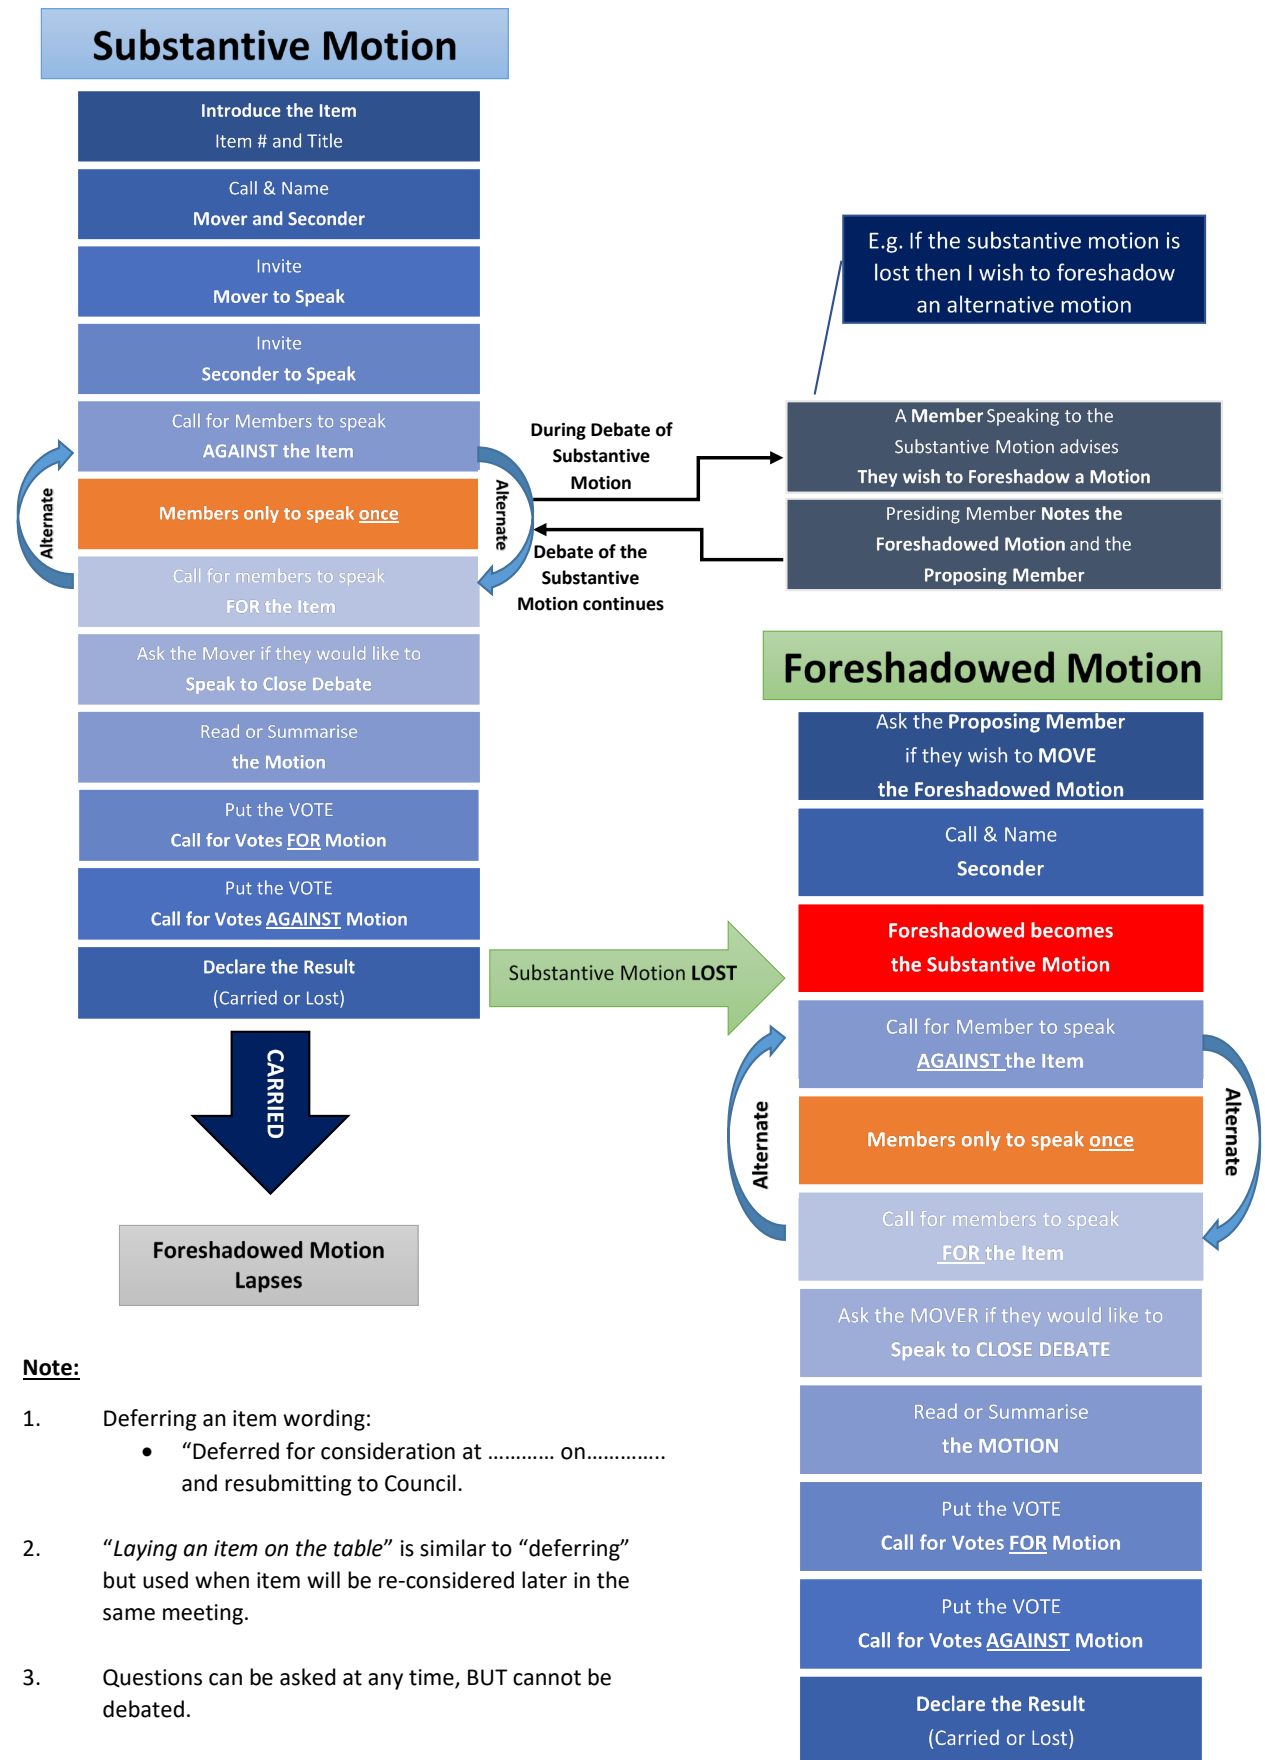 Substantive Motion
Introduce the Item
Item # and Title
Call & Name
Mover and Seconder
Invite
Mover to Speak
Invite
Seconder to Speak
Call for Members to speak
AGAINST the Item
Members only to speak once
Call for members to speak
FOR the Item
Alternate
Alternate
Ask the Mover if they would like to
Speak to Close Debate
Read or Summarise
the Motion
Put the VOTE
Call for Votes FOR Motion
Put the VOTE
Call for Votes AGAINST Motion
Declare the Result
(Carried or Lost)
CARRIED
Foreshadowed Motion
Lapses
During Debate of
Substantive
Motion
Debate of the
Substantive
Motion continues
E.g. If the substantive motion is
lost then I wish to foreshadow
an alternative motion
A Member Speaking to the
Substantive Motion advises
They wish to Foreshadow a Motion
Presiding Member Notes the
Foreshadowed Motion and the
Proposing Member
Substantive Motion LOST
Foreshadowed Motion
Ask the Proposing Member
if they wish to MOVE
the Foreshadowed Motion
Call & Name
Seconder
Foreshadowed becomes
the Substantive Motion
Call for Member to speak
AGAINST the Item
Members only to speak once
Call for members to speak
FOR the Item
Alternate
Alternate
Ask the MOVER if they would like to
Speak to CLOSE DEBATE
Read or Summarise
the MOTION
Put the VOTE
Call for Votes FOR Motion
Put the VOTE
Call for Votes AGAINST Motion
Declare the Result
(Carried or Lost)
Note:
1. Deferring an item wording:
• “Deferred for consideration at ………… on…………..
and resubmitting to Council.
2. “Laying an item on the table” is similar to “deferring”
but used when item will be re-considered later in the
same meeting.
3. Questions can be asked at any time, BUT cannot be
debated.